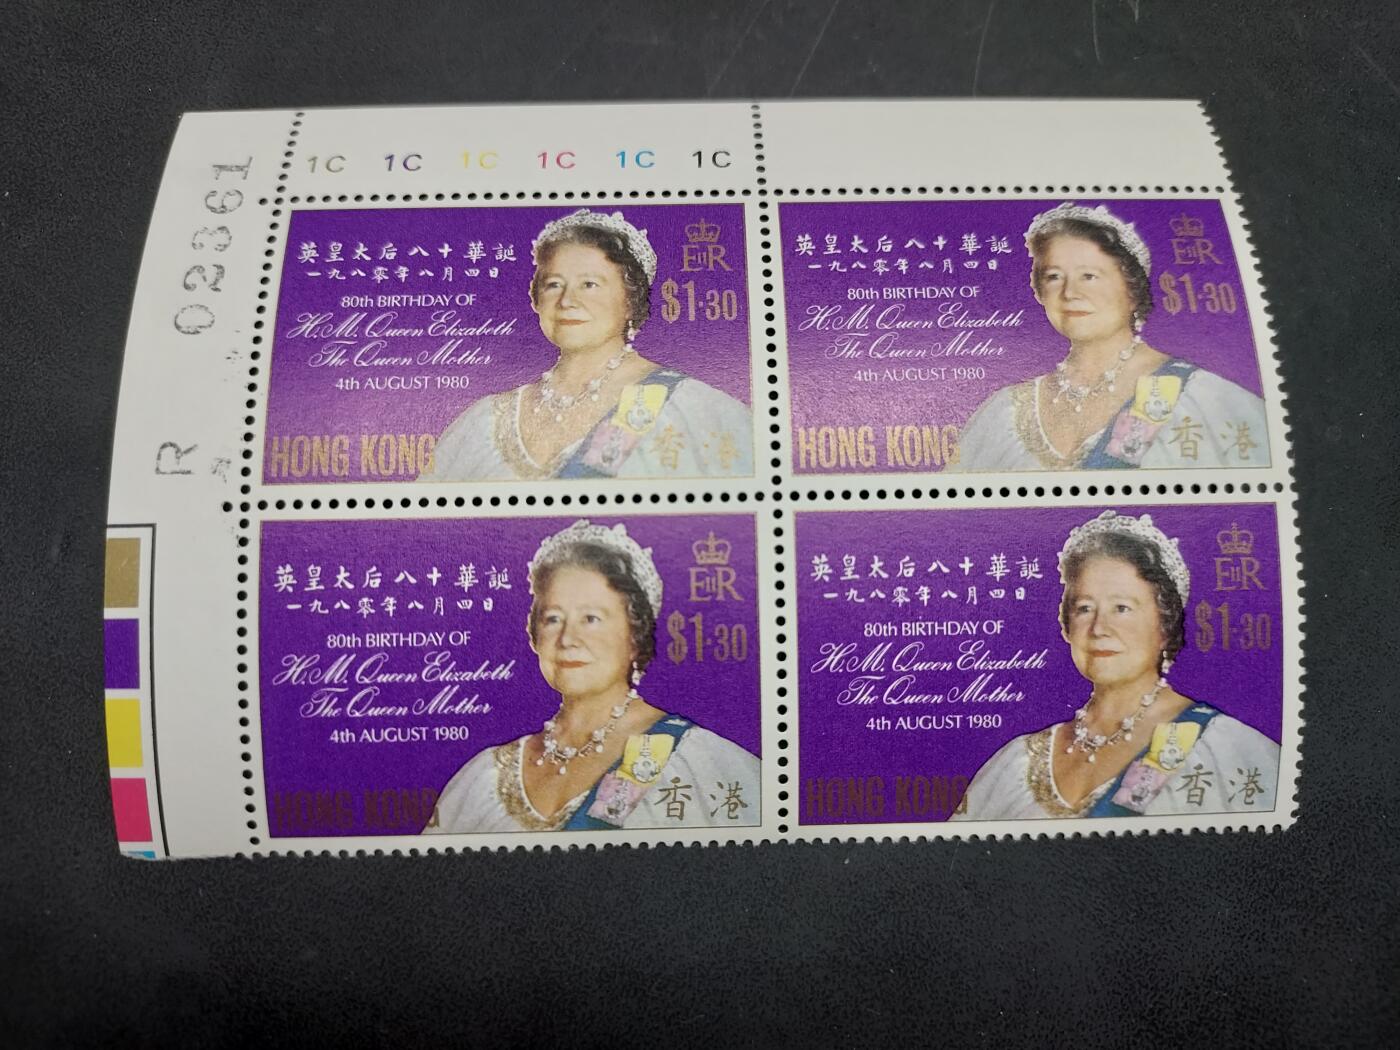 1C 1C 1C 1C 1C 1C
R 02361
英皇太后八十華誕
一九八零年八月四日
80th BIRTHDAY OF
H.M. Queen Elizabeth
The Queen Mother
4th AUGUST 1980
EIIR
$1·30
HONG KONG
香港
英皇太后八十華誕
一九八零年八月四日
80th BIRTHDAY OF
H.M. Queen Elizabeth
The Queen Mother
4th AUGUST 1980
EIIR
$1·30
HONG KONG
香港
英皇太后八十華誕
一九八零年八月四日
80th BIRTHDAY OF
H.M. Queen Elizabeth
The Queen Mother
4th AUGUST 1980
EIIR
$1·30
HONG KONG
香港
英皇太后八十華誕
一九八零年八月四日
80th BIRTHDAY OF
H.M. Queen Elizabeth
The Queen Mother
4th AUGUST 1980
EIIR
$1·30
HONG KONG
香港